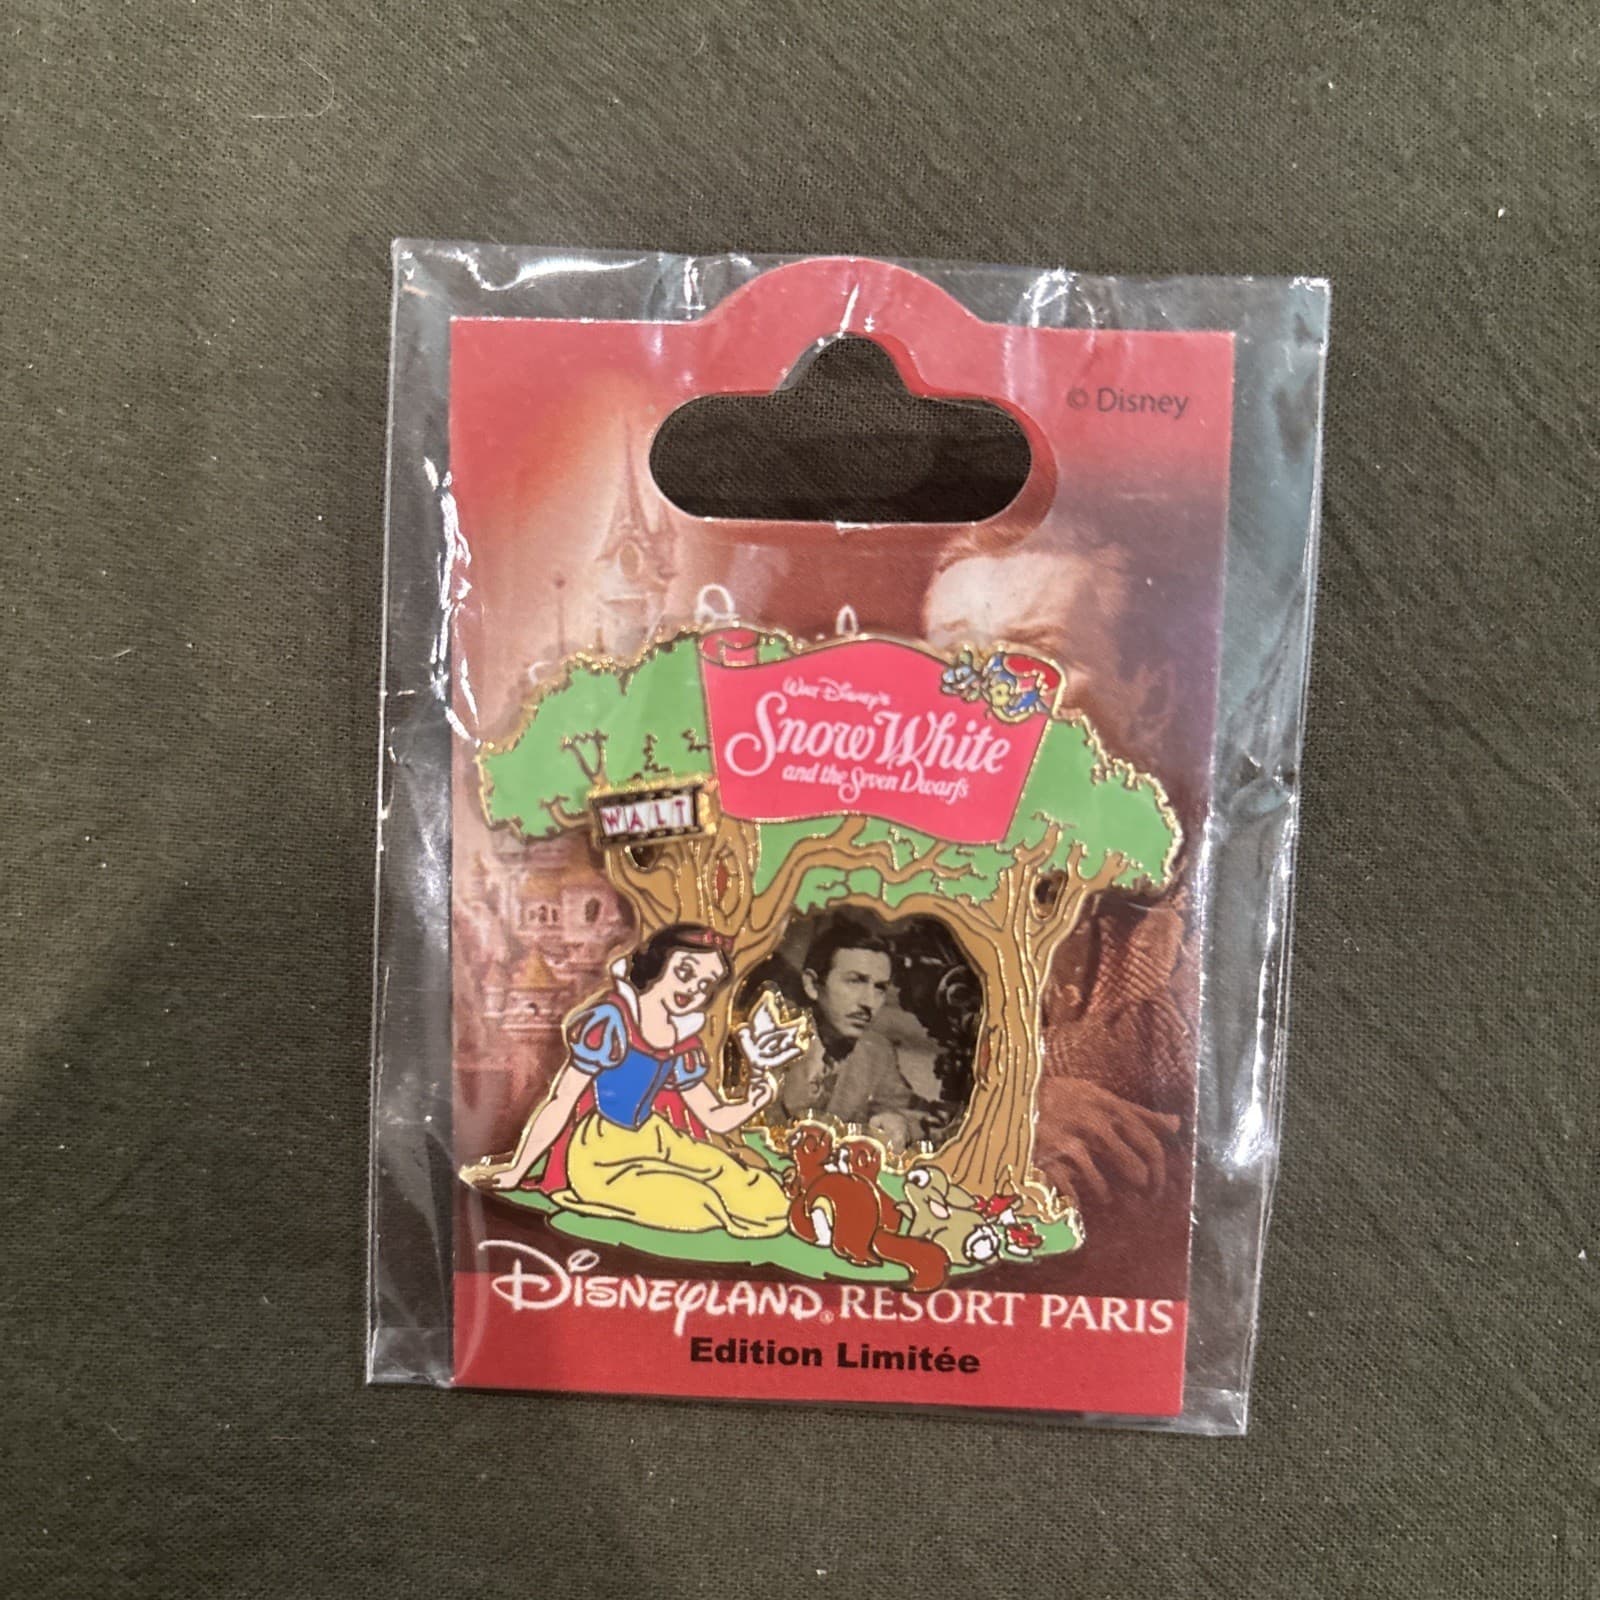 © Disney
Walt Disney's
Snow White
and the Seven Dwarfs
WALT
Disneyland® RESORT PARIS
Edition Limitée